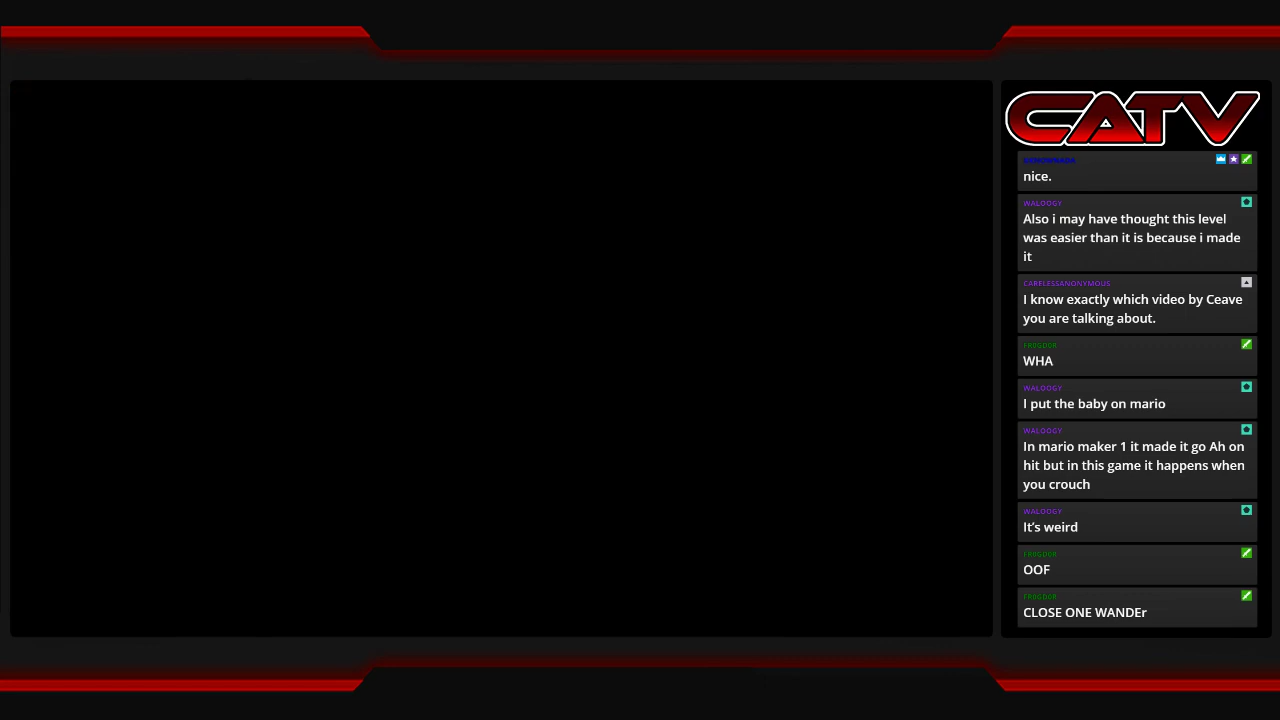 CATV
nice.
WALOOGY
Also i may have thought this level
was easier than it is because i made
it
CARELESSANONYMOUS
I know exactly which video by Ceave
you are talking about.
FR0GD0R
WHA
WALOOGY
I put the baby on mario
WALOOGY
In mario maker 1 it made it go Ah on
hit but in this game it happens when
you crouch
WALOOGY
It's weird
FR0GD0R
OOF
FR0GD0R
CLOSE ONE WANDEr